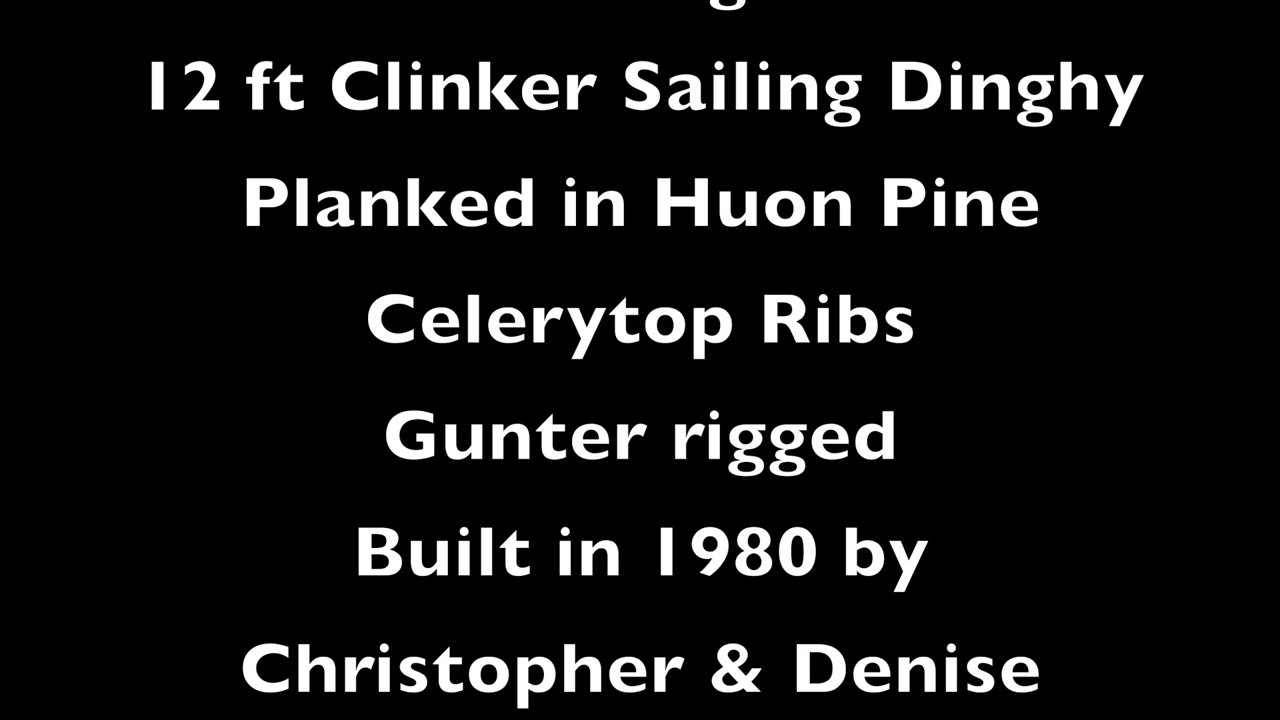 12 ft Clinker Sailing Dinghy
Planked in Huon Pine
Celerytop Ribs
Gunter rigged
Built in 1980 by
Christopher & Denise